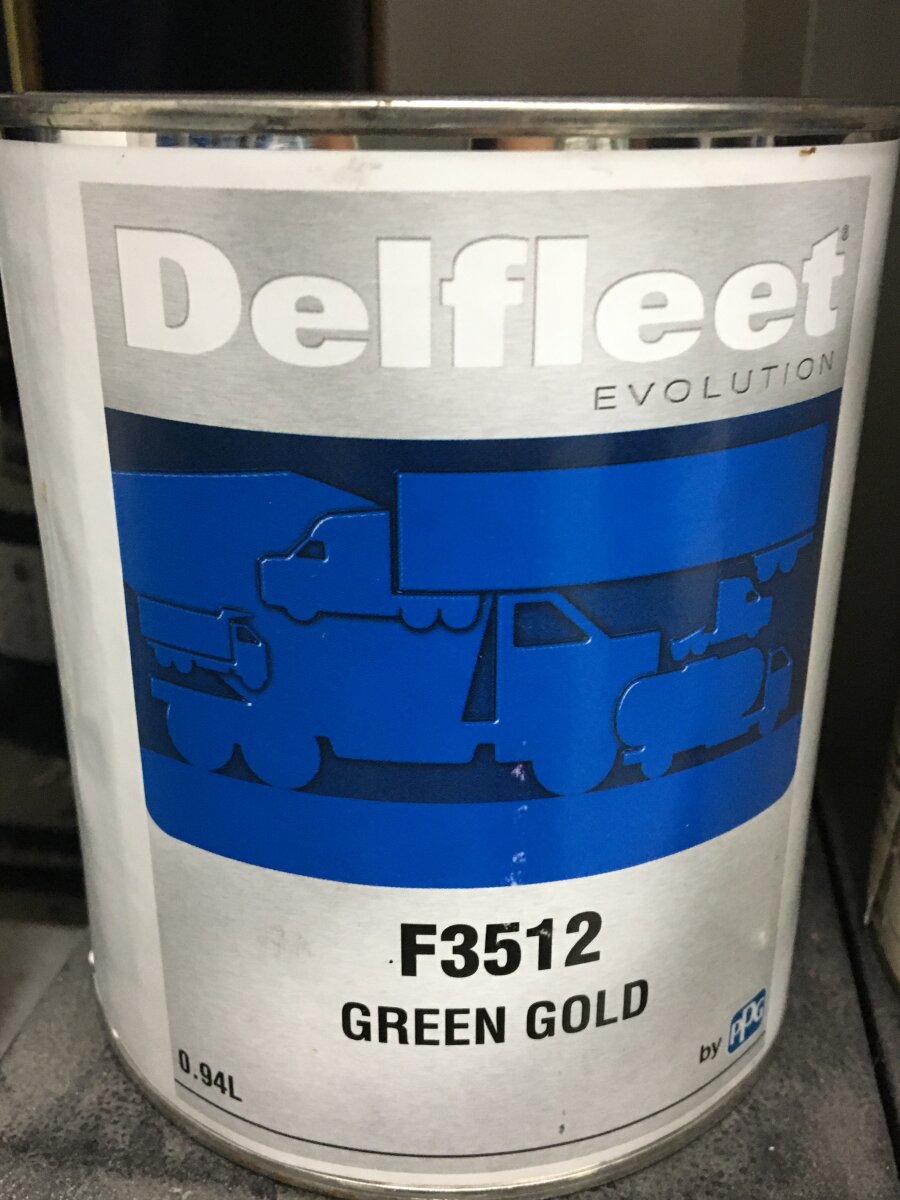 Delfleet®
EVOLUTION
F3512
GREEN GOLD
by PPG
0.94L